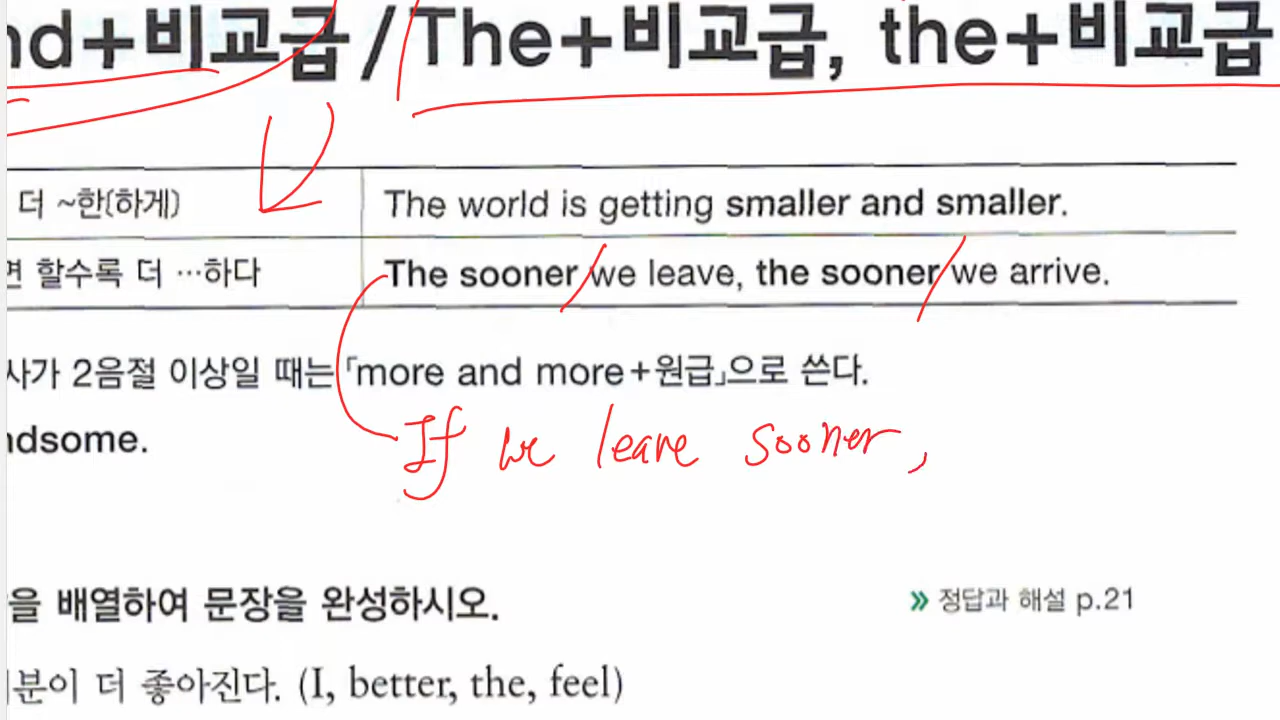 nd+비교급 / The+비교급, the+비교급
더 ~한(하게) The world is getting smaller and smaller.
면 할수록 더 …하다 The sooner we leave, the sooner we arrive.
사가 2음절 이상일 때는 「more and more+원급」으로 쓴다.
ndsome. If we leave sooner,
을 배열하여 문장을 완성하시오. » 정답과 해설 p.21
기분이 더 좋아진다. (I, better, the, feel)